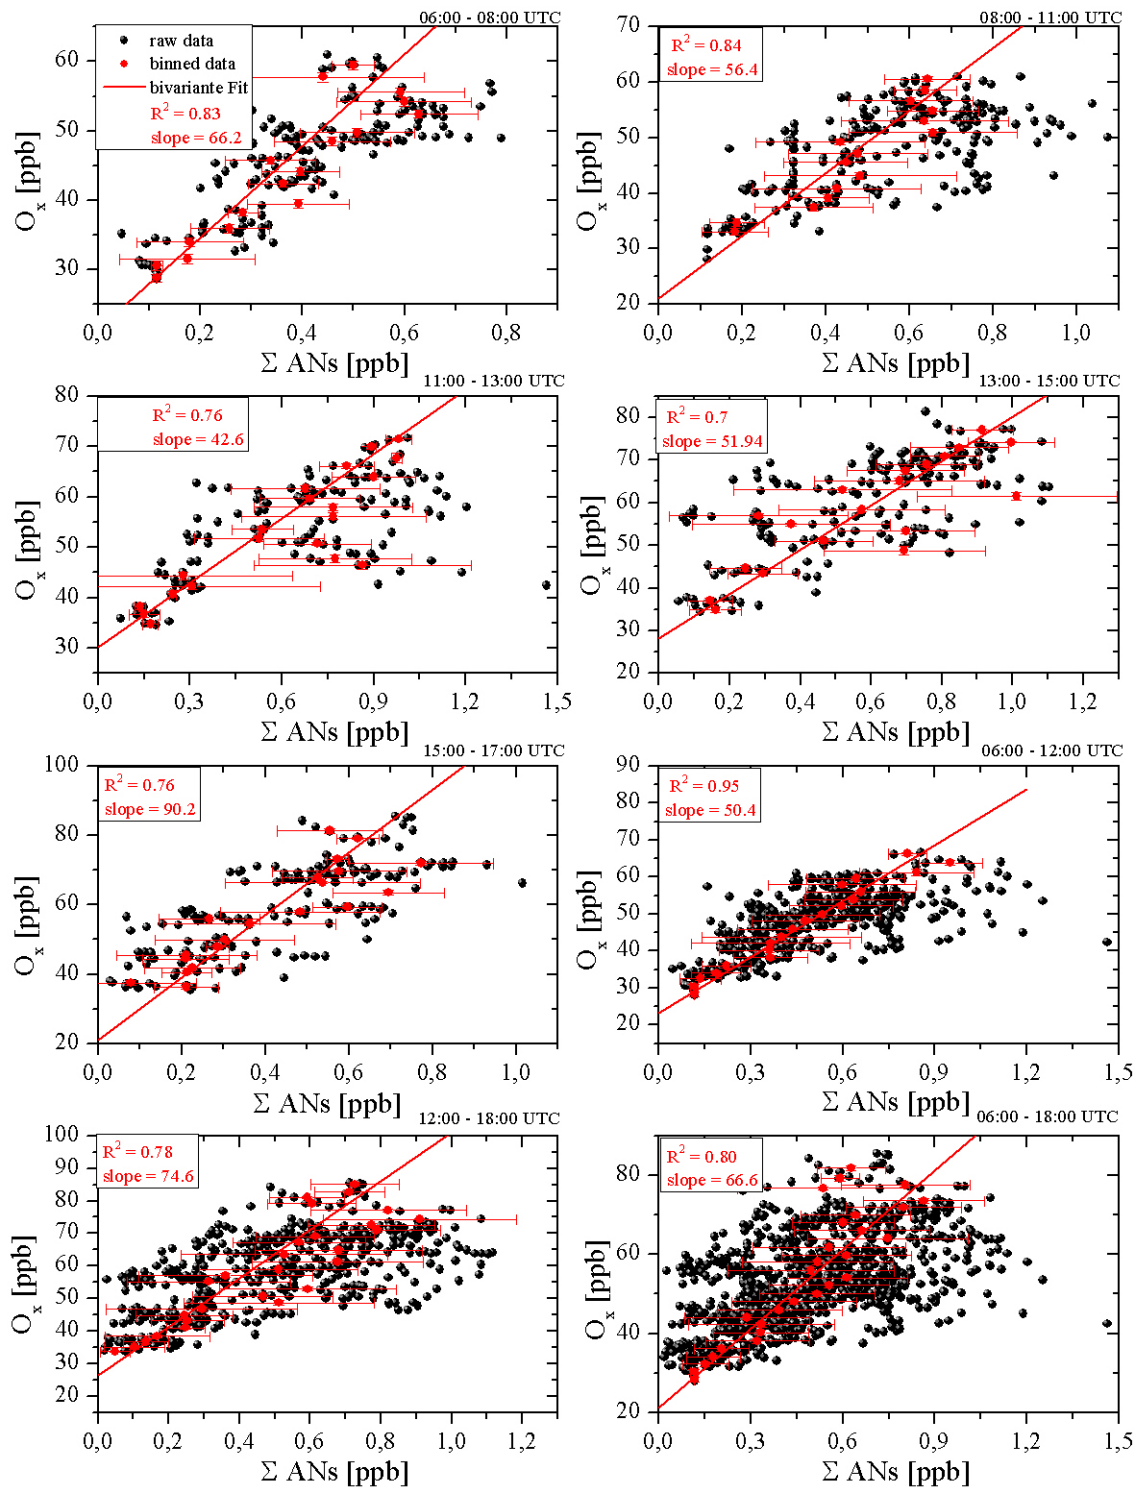 06:00 - 08:00 UTC
raw data
binned data
bivariante Fit
R² = 0.83
slope = 66.2
60
50
40
30
O_x [ppb]
0,0 0,2 0,4 0,6 0,8
Σ ANs [ppb]
08:00 - 11:00 UTC
R² = 0.84
slope = 56.4
70
60
50
40
30
20
O_x [ppb]
0,0 0,2 0,4 0,6 0,8 1,0
Σ ANs [ppb]
11:00 - 13:00 UTC
R² = 0.76
slope = 42.6
80
70
60
50
40
30
O_x [ppb]
0,0 0,3 0,6 0,9 1,2 1,5
Σ ANs [ppb]
13:00 - 15:00 UTC
R² = 0.7
slope = 51.94
80
70
60
50
40
30
20
O_x [ppb]
0,0 0,2 0,4 0,6 0,8 1,0 1,2
Σ ANs [ppb]
15:00 - 17:00 UTC
R² = 0.76
slope = 90.2
100
80
60
40
20
O_x [ppb]
0,0 0,2 0,4 0,6 0,8 1,0
Σ ANs [ppb]
06:00 - 12:00 UTC
R² = 0.95
slope = 50.4
90
80
70
60
50
40
30
20
O_x [ppb]
0,0 0,3 0,6 0,9 1,2 1,5
Σ ANs [ppb]
12:00 - 18:00 UTC
R² = 0.78
slope = 74.6
100
90
80
70
60
50
40
30
20
O_x [ppb]
0,0 0,2 0,4 0,6 0,8 1,0 1,2
Σ ANs [ppb]
06:00 - 18:00 UTC
R² = 0.80
slope = 66.6
80
60
40
20
O_x [ppb]
0,0 0,3 0,6 0,9 1,2 1,5
Σ ANs [ppb]